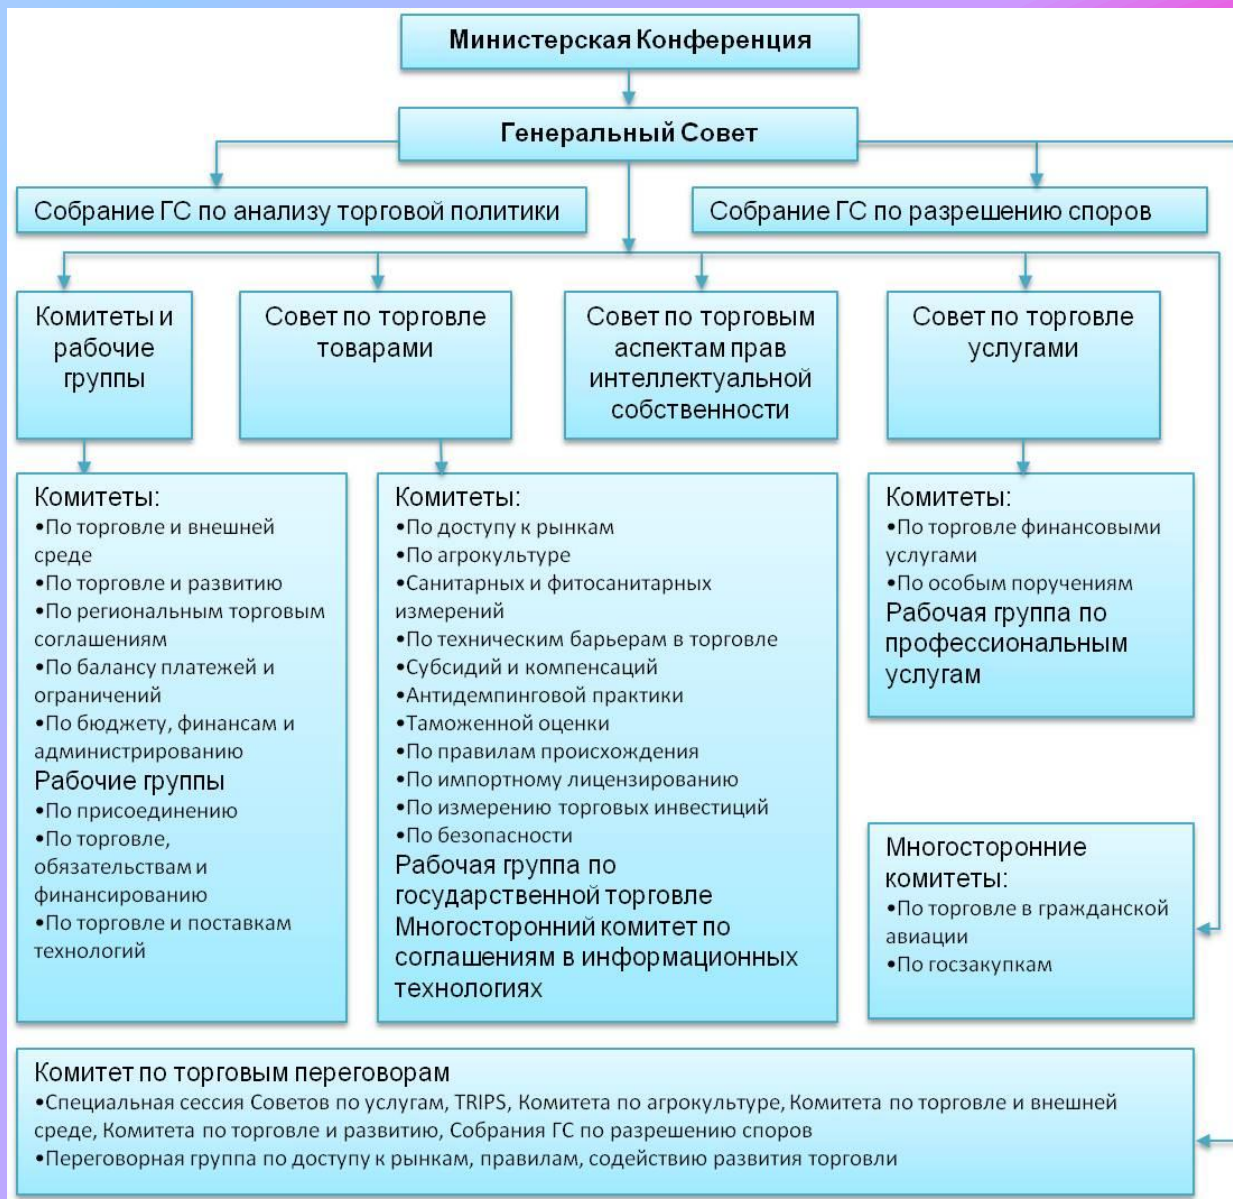 Министерская Конференция
Генеральный Совет
Собрание ГС по анализу торговой политики
Собрание ГС по разрешению споров
Комитеты и
рабочие
группы
Совет по торговле
товарами
Совет по торговым
аспектам прав
интеллектуальной
собственности
Совет по торговле
услугами
Комитеты:
•По торговле и внешней
среде
•По торговле и развитию
•По региональным торговым
соглашениям
•По балансу платежей и
ограничений
•По бюджету, финансам и
администрированию
Рабочие группы
•По присоединению
•По торговле,
обязательствам и
финансированию
•По торговле и поставкам
технологий
Комитеты:
•По доступу к рынкам
•По агрокультуре
•Санитарных и фитосанитарных
измерений
•По техническим барьерам в торговле
•Субсидий и компенсаций
•Антидемпинговой практики
•Таможенной оценки
•По правилам происхождения
•По импортному лицензированию
•По измерению торговых инвестиций
•По безопасности
Рабочая группа по
государственной торговле
Многосторонний комитет по
соглашениям в информационных
технологиях
Комитеты:
•По торговле финансовыми
услугами
•По особым поручениям
Рабочая группа по
профессиональным
услугам
Многосторонние
комитеты:
•По торговле в гражданской
авиации
•По госзакупкам
Комитет по торговым переговорам
•Специальная сессия Советов по услугам, TRIPS, Комитета по агрокультуре, Комитета по торговле и внешней
среде, Комитета по торговле и развитию, Собрания ГС по разрешению споров
•Переговорная группа по доступу к рынкам, правилам, содействию развития торговли